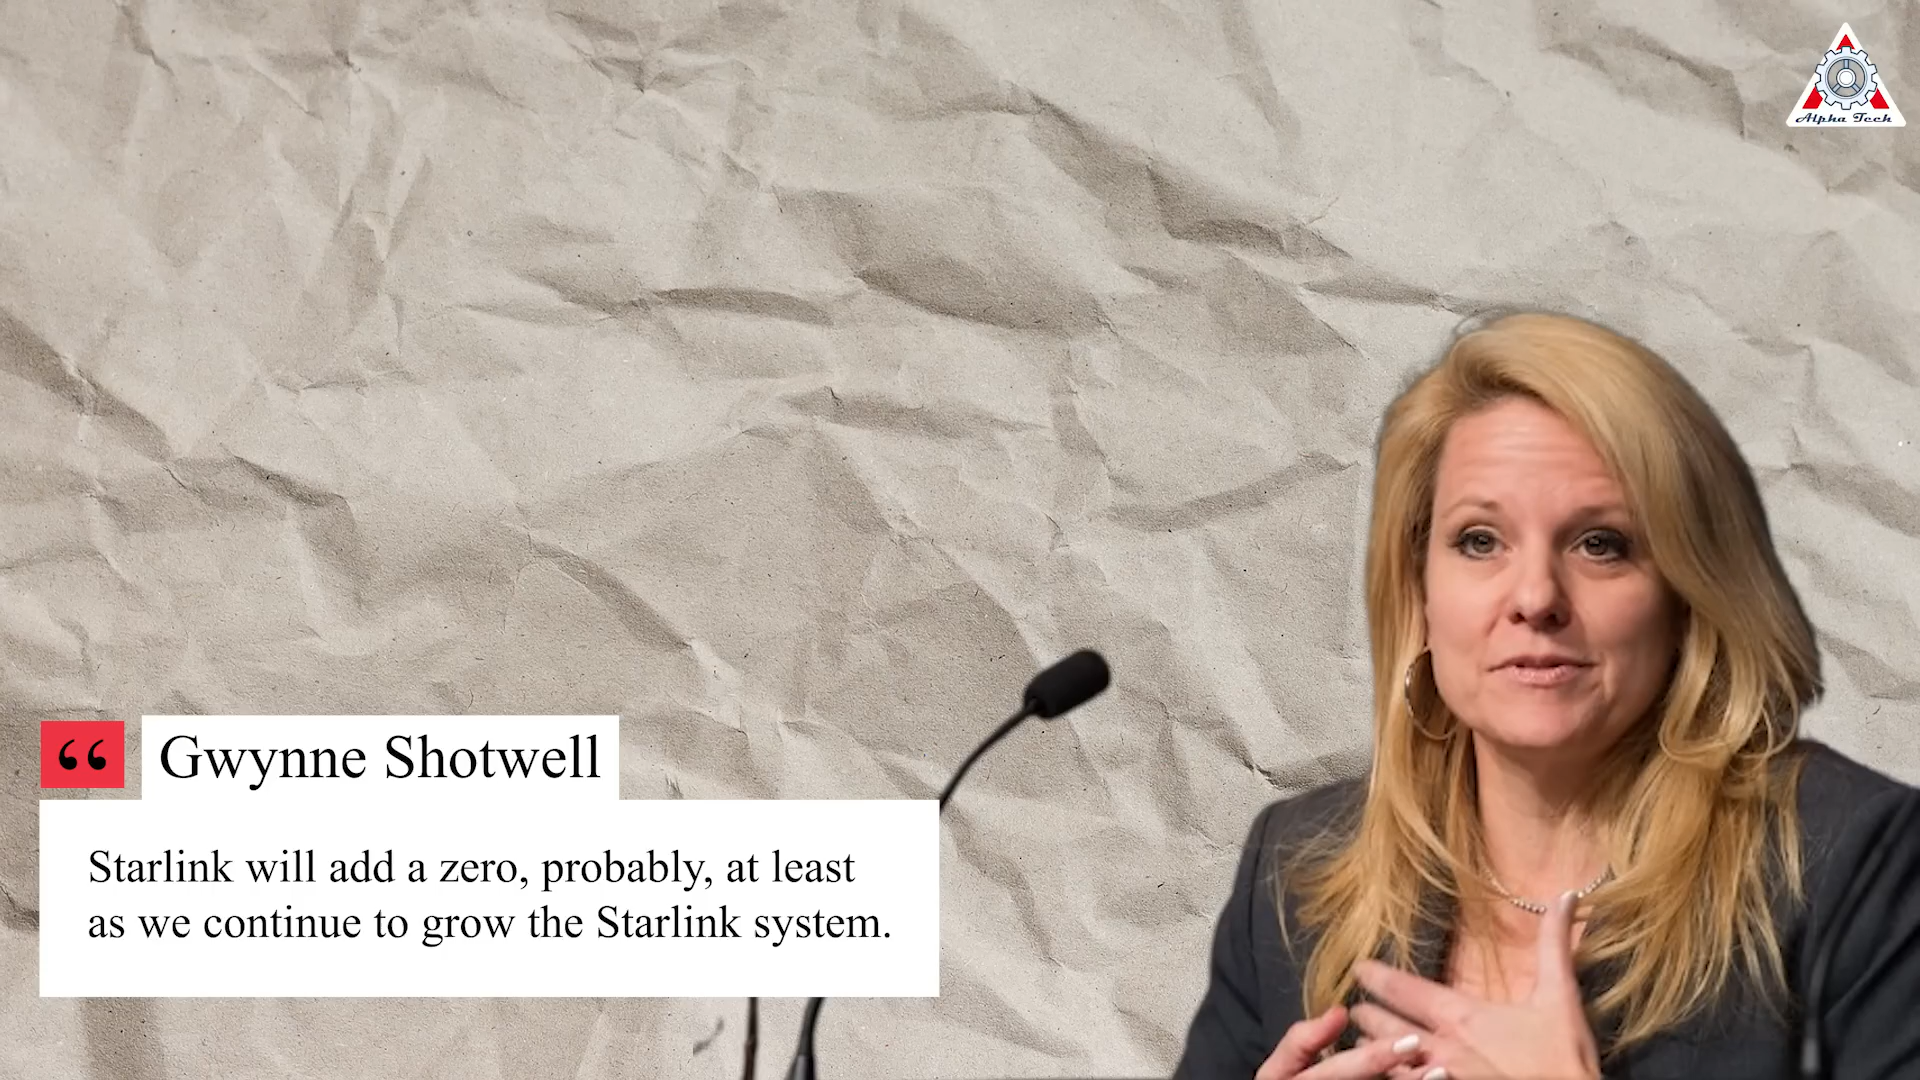 Alpha Tech
“
Gwynne Shotwell
Starlink will add a zero, probably, at least
as we continue to grow the Starlink system.